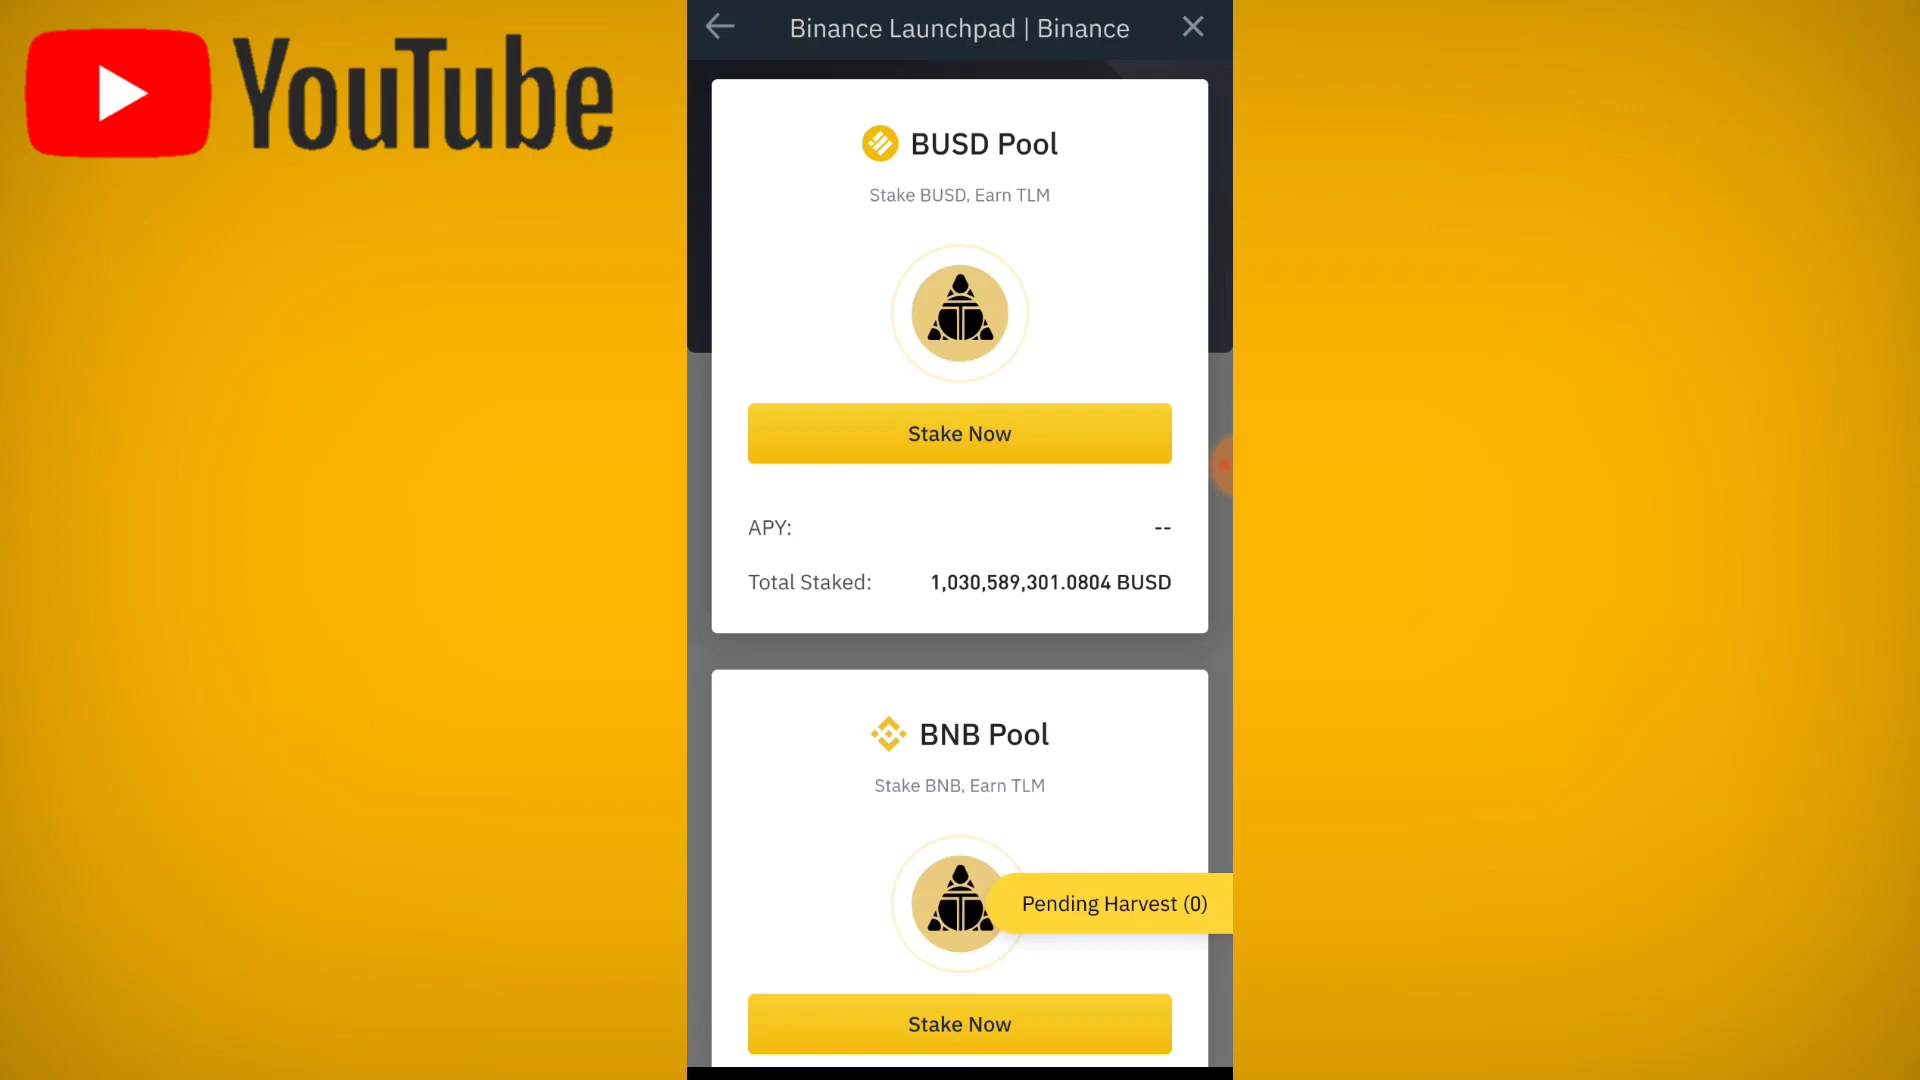 YouTube
Binance Launchpad | Binance
BUSD Pool
Stake BUSD, Earn TLM
Stake Now
APY: --
Total Staked: 1,030,589,301.0804 BUSD
BNB Pool
Stake BNB, Earn TLM
Pending Harvest (0)
Stake Now